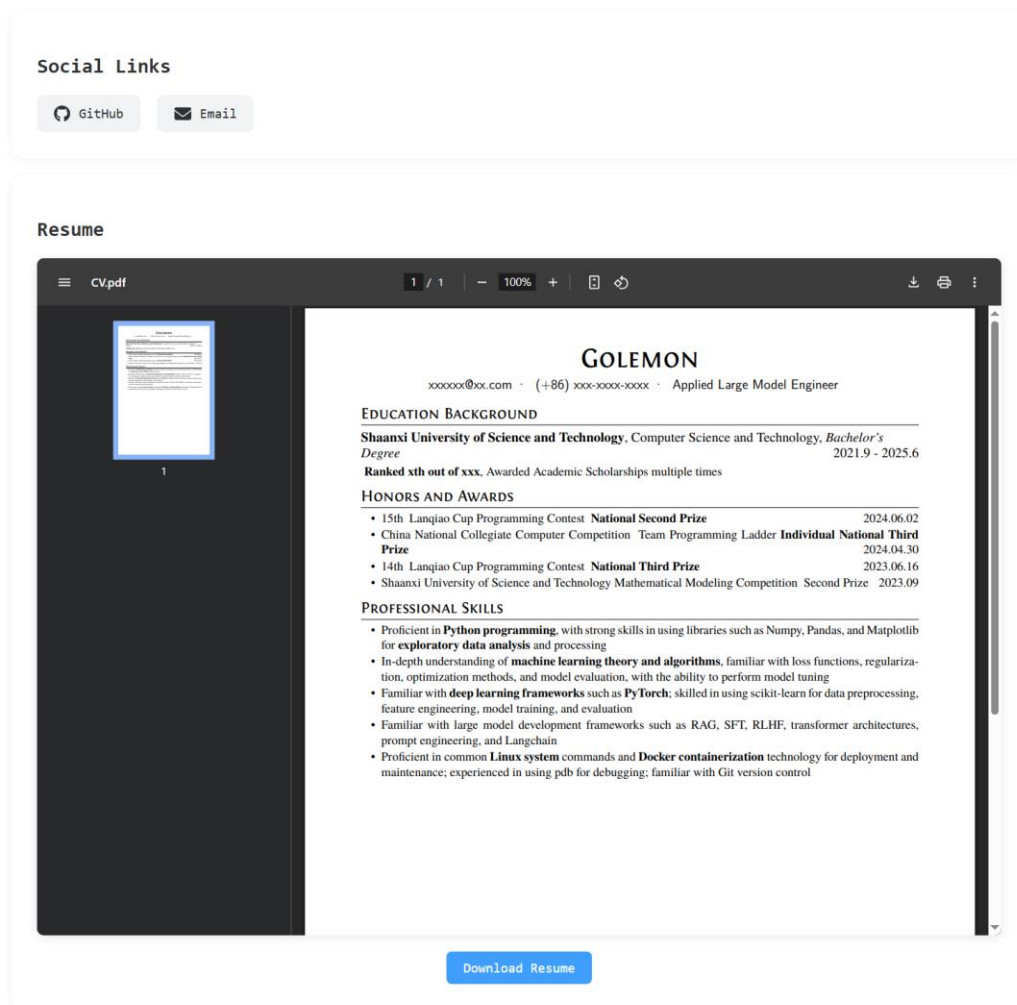 Social Links
GitHub
Email
Resume
CV.pdf
1 / 1
100%
GOLEMON
xxxxxx@xx.com · (+86) xxx-xxxx-xxxx · Applied Large Model Engineer
EDUCATION BACKGROUND
Shaanxi University of Science and Technology, Computer Science and Technology, Bachelor's
Degree 2021.9 - 2025.6
Ranked xth out of xxx, Awarded Academic Scholarships multiple times
HONORS AND AWARDS
• 15th Lanqiao Cup Programming Contest National Second Prize 2024.06.02
• China National Collegiate Computer Competition Team Programming Ladder Individual National Third
Prize 2024.04.30
• 14th Lanqiao Cup Programming Contest National Third Prize 2023.06.16
• Shaanxi University of Science and Technology Mathematical Modeling Competition Second Prize 2023.09
PROFESSIONAL SKILLS
• Proficient in Python programming, with strong skills in using libraries such as Numpy, Pandas, and Matplotlib
for exploratory data analysis and processing
• In-depth understanding of machine learning theory and algorithms, familiar with loss functions, regulariza-
tion, optimization methods, and model evaluation, with the ability to perform model tuning
• Familiar with deep learning frameworks such as PyTorch; skilled in using scikit-learn for data preprocessing,
feature engineering, model training, and evaluation
• Familiar with large model development frameworks such as RAG, SFT, RLHF, transformer architectures,
prompt engineering, and Langchain
• Proficient in common Linux system commands and Docker containerization technology for deployment and
maintenance; experienced in using pdb for debugging; familiar with Git version control
1
Download Resume